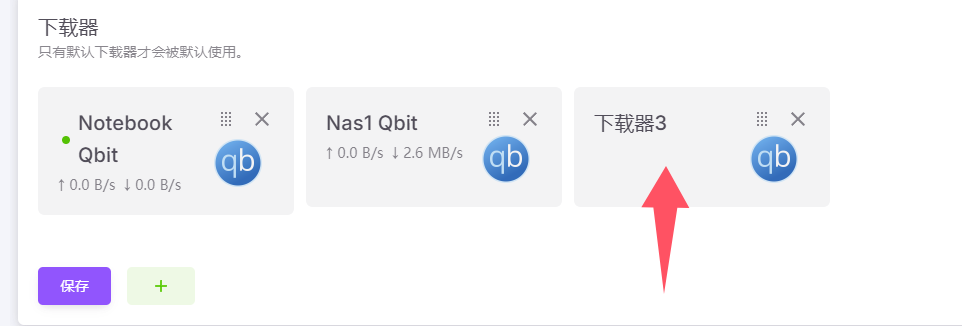 下载器
只有默认下载器才会被默认使用。
Notebook
Qbit
↑ 0.0 B/s ↓ 0.0 B/s
qb
Nas1 Qbit
↑ 0.0 B/s ↓ 2.6 MB/s
qb
下载器3
qb
保存
+